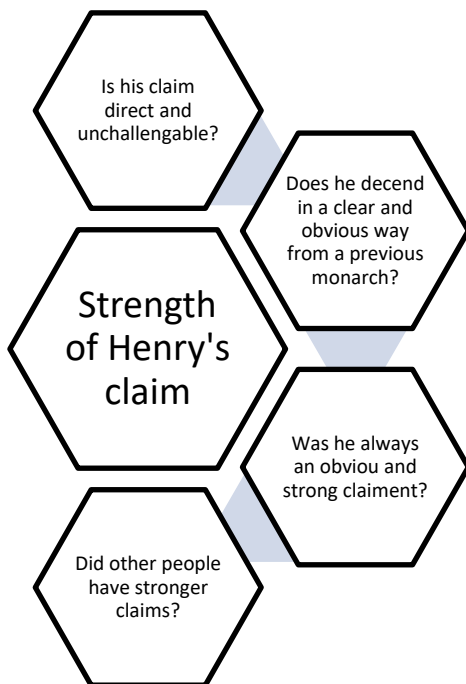 Is his claim
direct and
unchallengable?
Does he decend
in a clear and
obvious way
from a previous
monarch?
Strength
of Henry's
claim
Was he always
an obviou and
strong claiment?
Did other people
have stronger
claims?